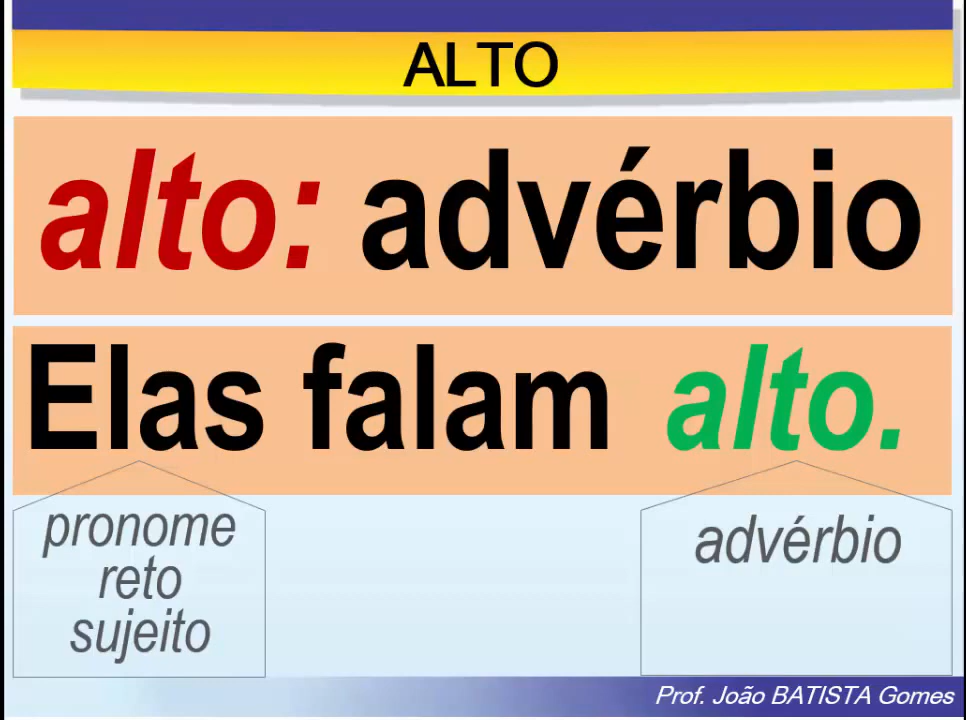 ALTO
alto: advérbio
Elas falam alto.
pronome
reto
sujeito
advérbio
Prof. João BATISTA Gomes